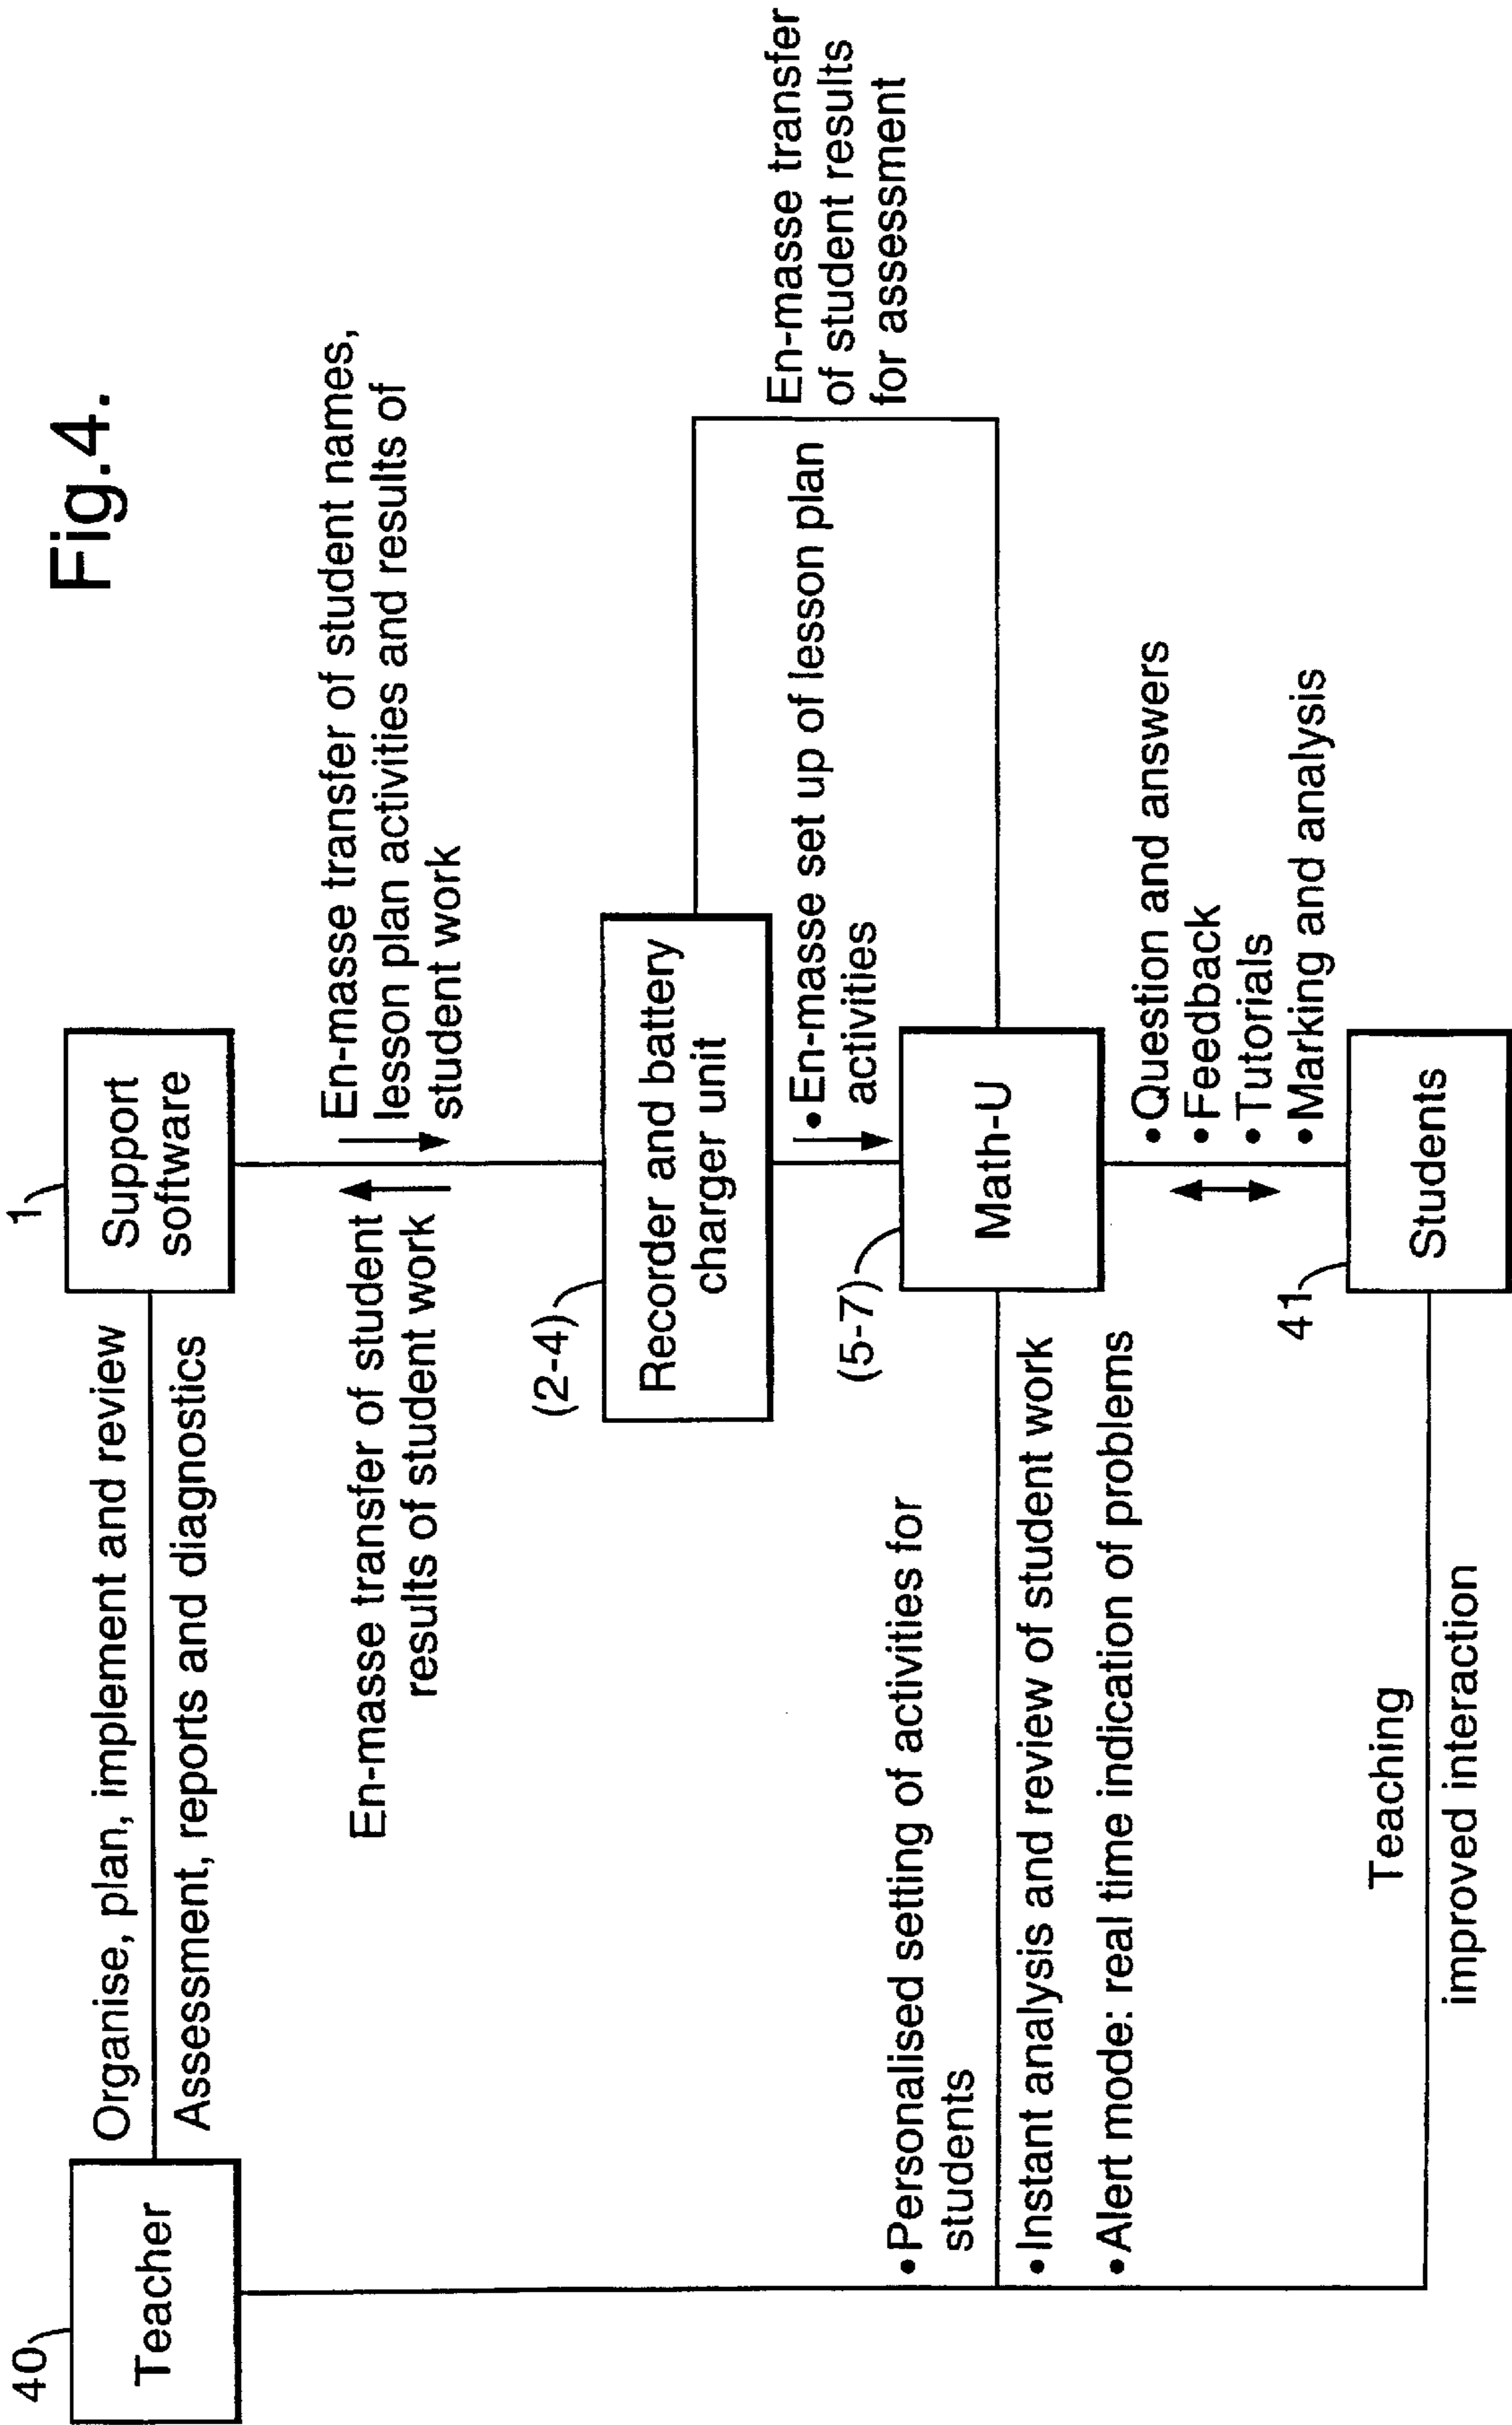 Fig.4.
40
Teacher
Organise, plan, implement and review
Assessment, reports and diagnostics
1
Support
software
En-masse transfer of student
results of student work
En-masse transfer of student names,
lesson plan activities and results of
student work
(2-4)
Recorder and battery
charger unit
En-masse transfer
of student results
for assessment
• En-masse set up of lesson plan
activities
(5-7)
Math-U
• Personalised setting of activities for
students
• Instant analysis and review of student work
• Alert mode: real time indication of problems
• Question and answers
• Feedback
• Tutorials
• Marking and analysis
41
Students
Teaching
improved interaction